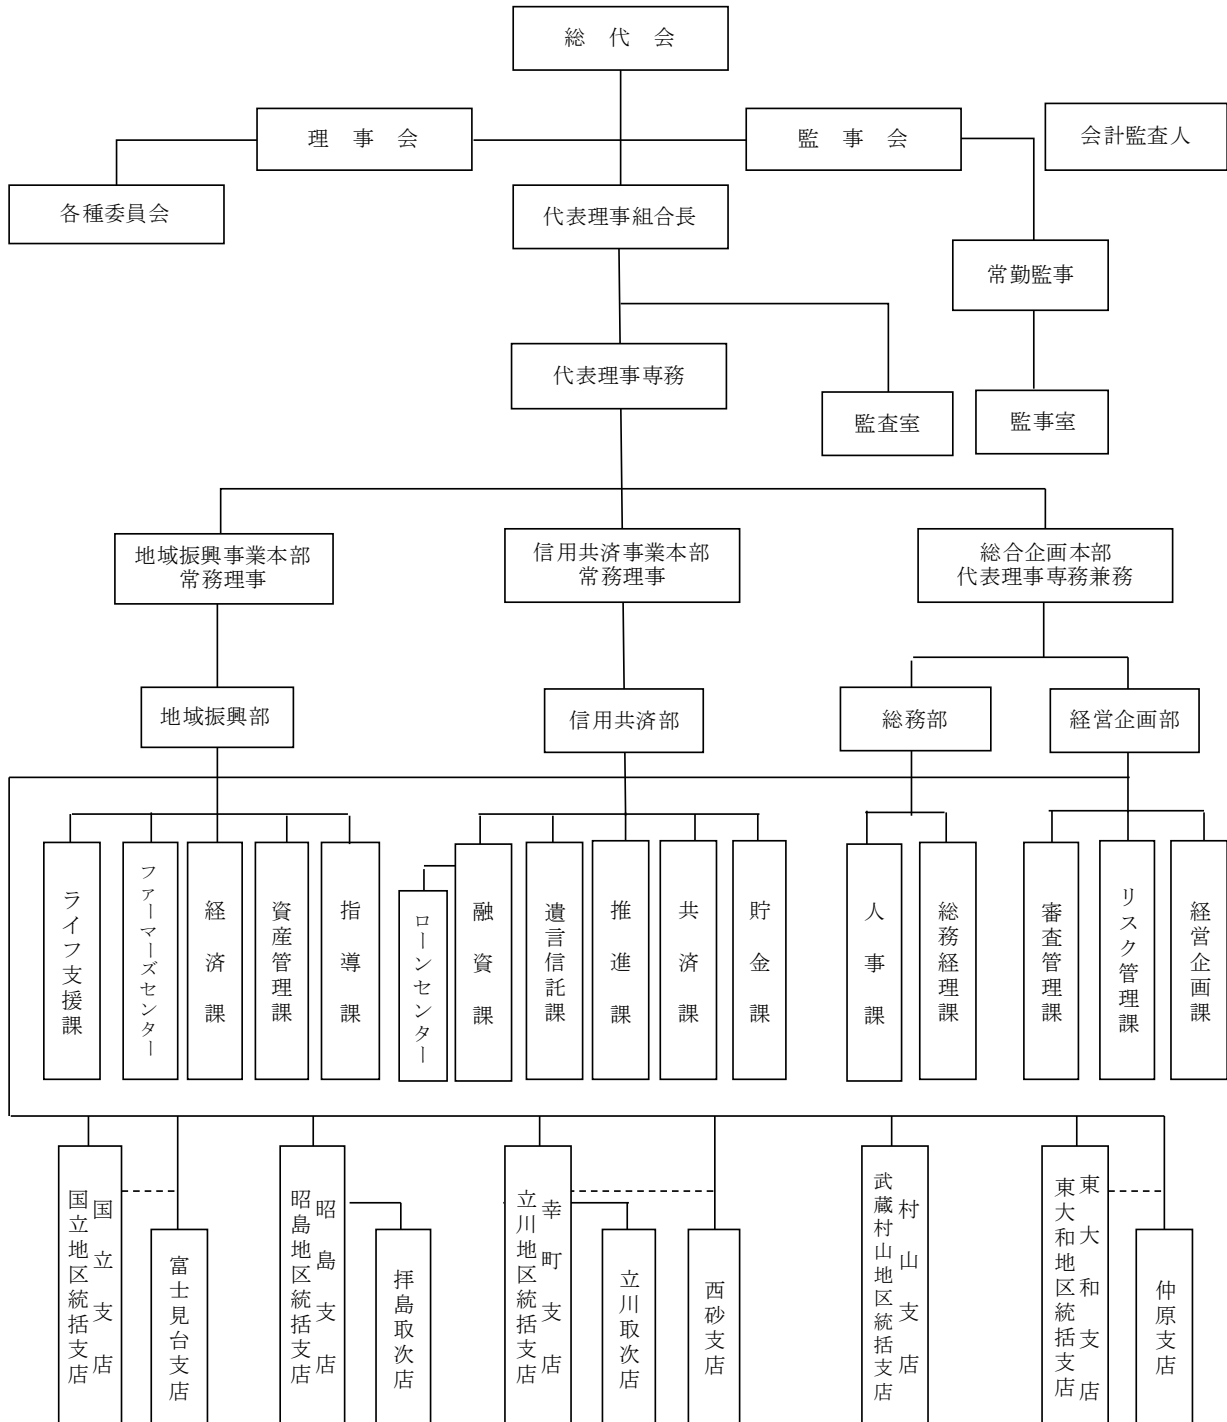 総　代　会
理　事　会
監　事　会
会計監査人
各種委員会
代表理事組合長
常勤監事
代表理事専務
監査室
監事室
地域振興事業本部
常務理事
信用共済事業本部
常務理事
総合企画本部
代表理事専務兼務
地域振興部
信用共済部
総務部
経営企画部
ライフ支援課
ファーマーズセンター
経済課
資産管理課
指導課
ローンセンター
融資課
遺言信託課
推進課
共済課
貯金課
人事課
総務経理課
審査管理課
リスク管理課
経営企画課
国立地区統括支店
国立支店
富士見台支店
昭島地区統括支店
昭島支店
拝島取次店
立川地区統括支店
幸町支店
立川取次店
西砂支店
武蔵村山地区統括支店
村山支店
東大和地区統括支店
東大和支店
仲原支店